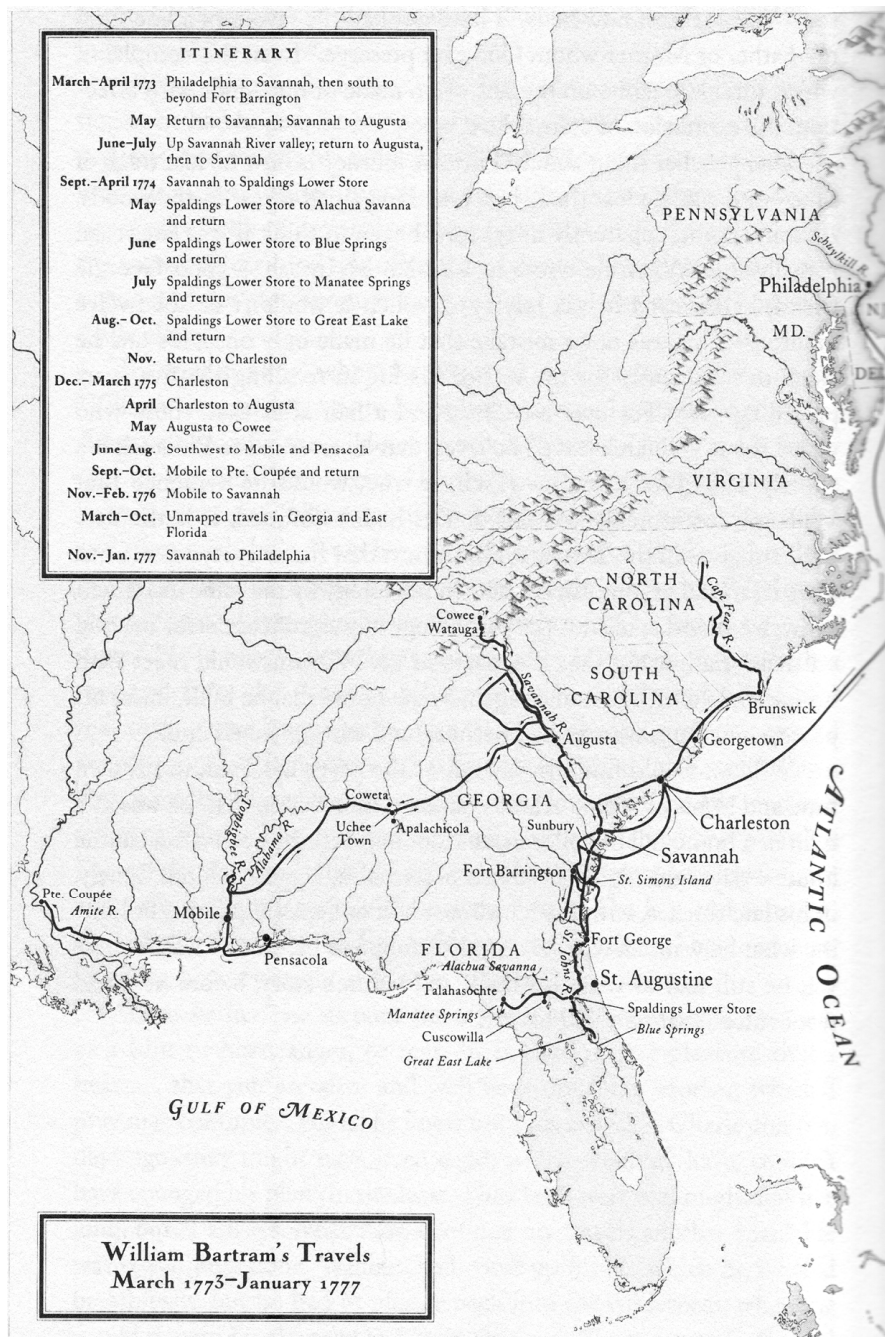 ITINERARY
March–April 1773 Philadelphia to Savannah, then south to
beyond Fort Barrington
May Return to Savannah; Savannah to Augusta
June–July Up Savannah River valley; return to Augusta,
then to Savannah
Sept.–April 1774 Savannah to Spaldings Lower Store
May Spaldings Lower Store to Alachua Savanna
and return
June Spaldings Lower Store to Blue Springs
and return
July Spaldings Lower Store to Manatee Springs
and return
Aug.–Oct. Spaldings Lower Store to Great East Lake
and return
Nov. Return to Charleston
Dec.–March 1775 Charleston
April Charleston to Augusta
May Augusta to Cowee
June–Aug. Southwest to Mobile and Pensacola
Sept.–Oct. Mobile to Pte. Coupée and return
Nov.–Feb. 1776 Mobile to Savannah
March–Oct. Unmapped travels in Georgia and East
Florida
Nov.–Jan. 1777 Savannah to Philadelphia
PENNSYLVANIA
Schuylkill R.
Philadelphia
N
MD.
DEL
VIRGINIA
NORTH
CAROLINA
Cape Fear R.
Cowee
Watauga
SOUTH
CAROLINA
Savannah R.
Brunswick
Augusta
Georgetown
Coweta
GEORGIA
Uchee
Town
Apalachicola
Tombigbee R.
Alabama R.
Sunbury
Charleston
Savannah
Fort Barrington
St. Simons Island
Pte. Coupée
Amite R.
Mobile
Pensacola
FLORIDA
Fort George
St. Johns R.
Alachua Savanna
St. Augustine
Talahasochte
Spaldings Lower Store
Manatee Springs
Blue Springs
Cuscowilla
Great East Lake
ATLANTIC OCEAN
GULF OF MEXICO
William Bartram's Travels
March 1773–January 1777